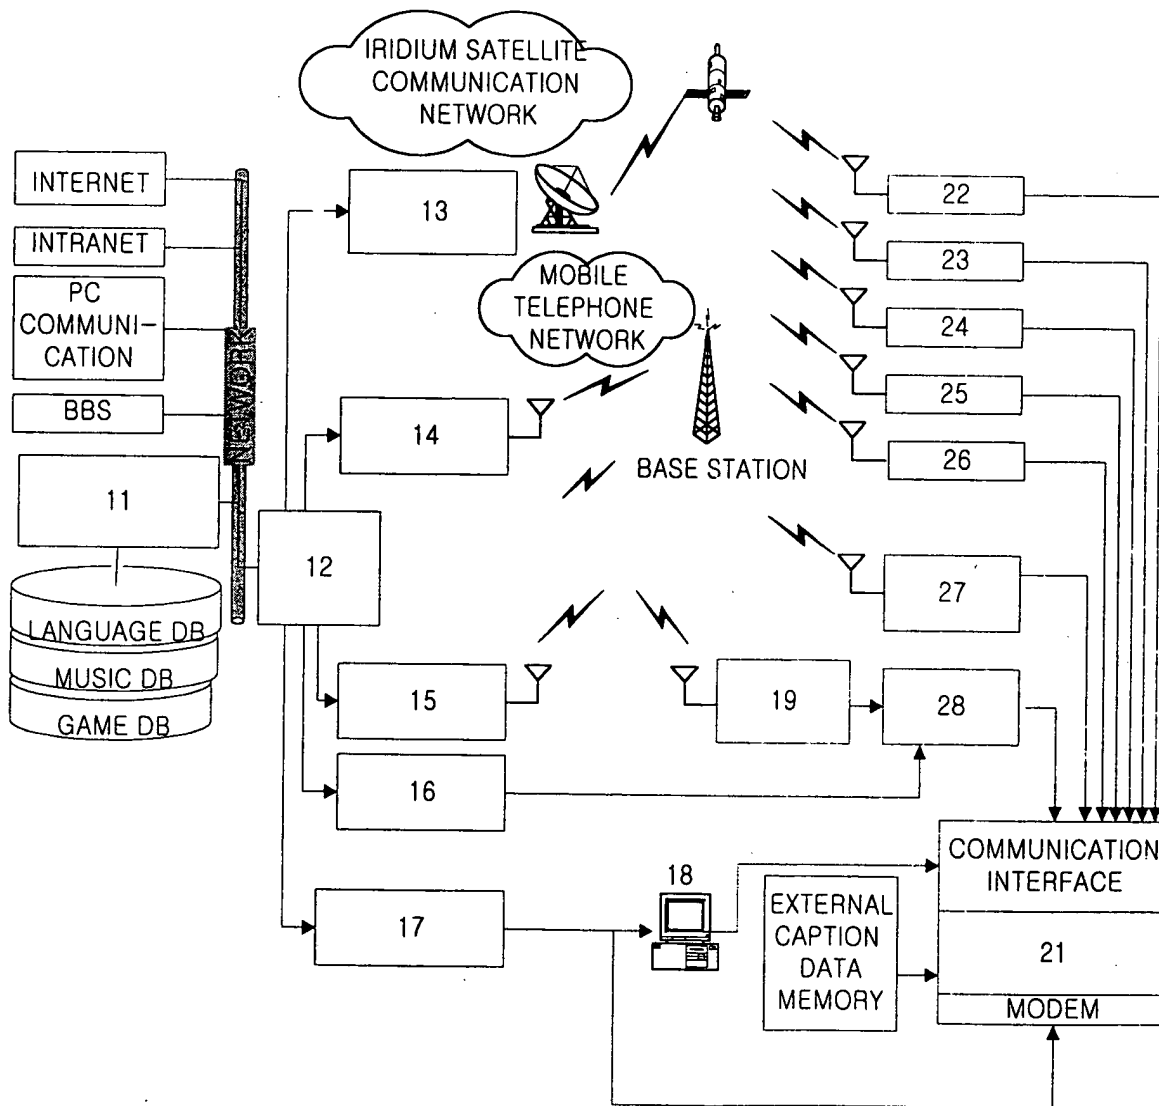 IRIDIUM SATELLITE
COMMUNICATION
NETWORK
INTERNET
INTRANET
PC
COMMUNI-
CATION
BBS
NETWORK
11
12
LANGUAGE DB
MUSIC DB
GAME DB
13
MOBILE
TELEPHONE
NETWORK
14
BASE STATION
15
16
17
18
19
22
23
24
25
26
27
28
EXTERNAL
CAPTION
DATA
MEMORY
COMMUNICATION
INTERFACE
21
MODEM